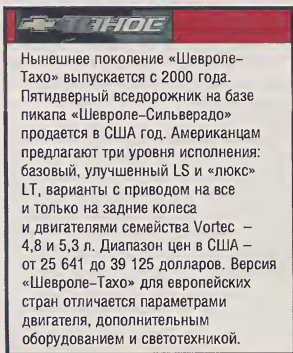 TAHOE
Нынешнее поколение «Шевроле-
Тахо» выпускается с 2000 года.
Пятидверный вседорожник на базе
пикапа «Шевроле-Сильверадо»
продается в США год. Американцам
предлагают три уровня исполнения:
базовый, улучшенный LS и «люкс»
LT, варианты с приводом на все
и только на задние колеса
и двигателями семейства Vortec –
4,8 и 5,3 л. Диапазон цен в США –
от 25 641 до 39 125 долларов. Версия
«Шевроле-Тахо» для европейских
стран отличается параметрами
двигателя, дополнительным
оборудованием и светотехникой.